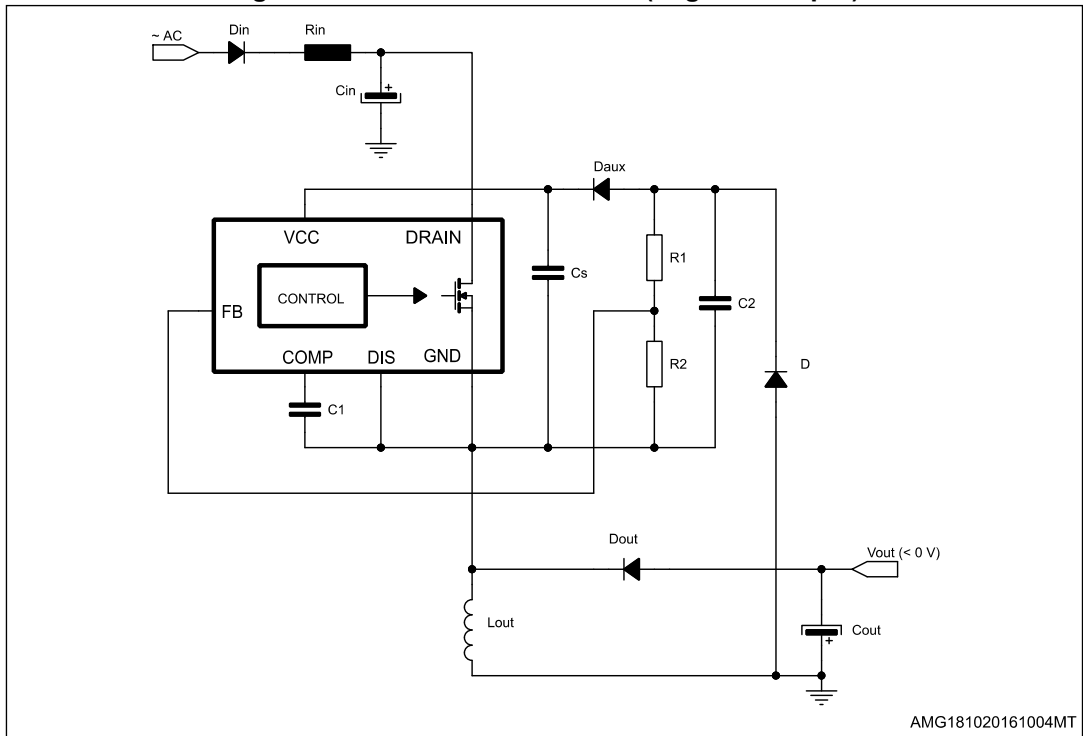 ~ AC
Din
Rin
Cin
+
Daux
VCC
DRAIN
Cs
R1
C2
CONTROL
FB
R2
D
COMP
DIS
GND
C1
Dout
Vout (< 0 V)
Lout
Cout
+
AMG181020161004MT